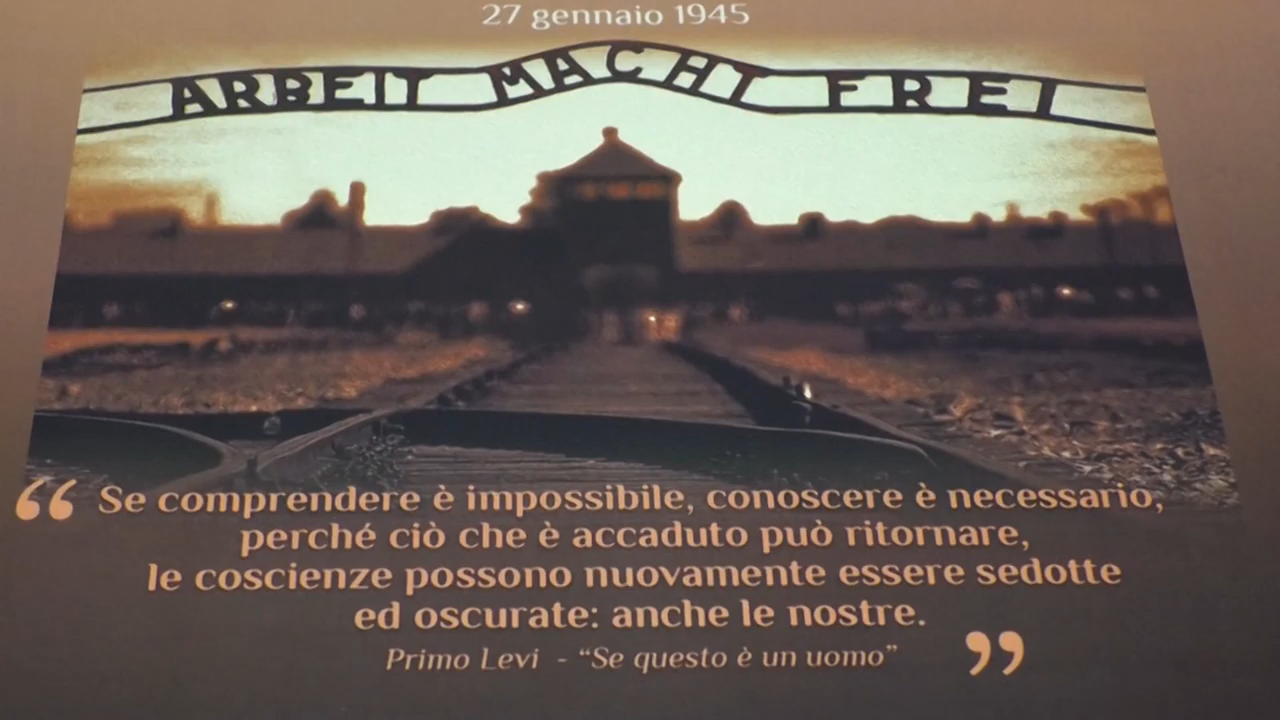 27 gennaio 1945
ARBEIT MACHT FREI
“ Se comprendere è impossibile, conoscere è necessario,
perché ciò che è accaduto può ritornare,
le coscienze possono nuovamente essere sedotte
ed oscurate: anche le nostre.
Primo Levi - “Se questo è un uomo” ”